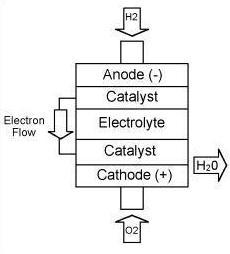 H2
Anode (-)
Catalyst
Electron
Flow
Electrolyte
Catalyst
Cathode (+)
H₂0
O2